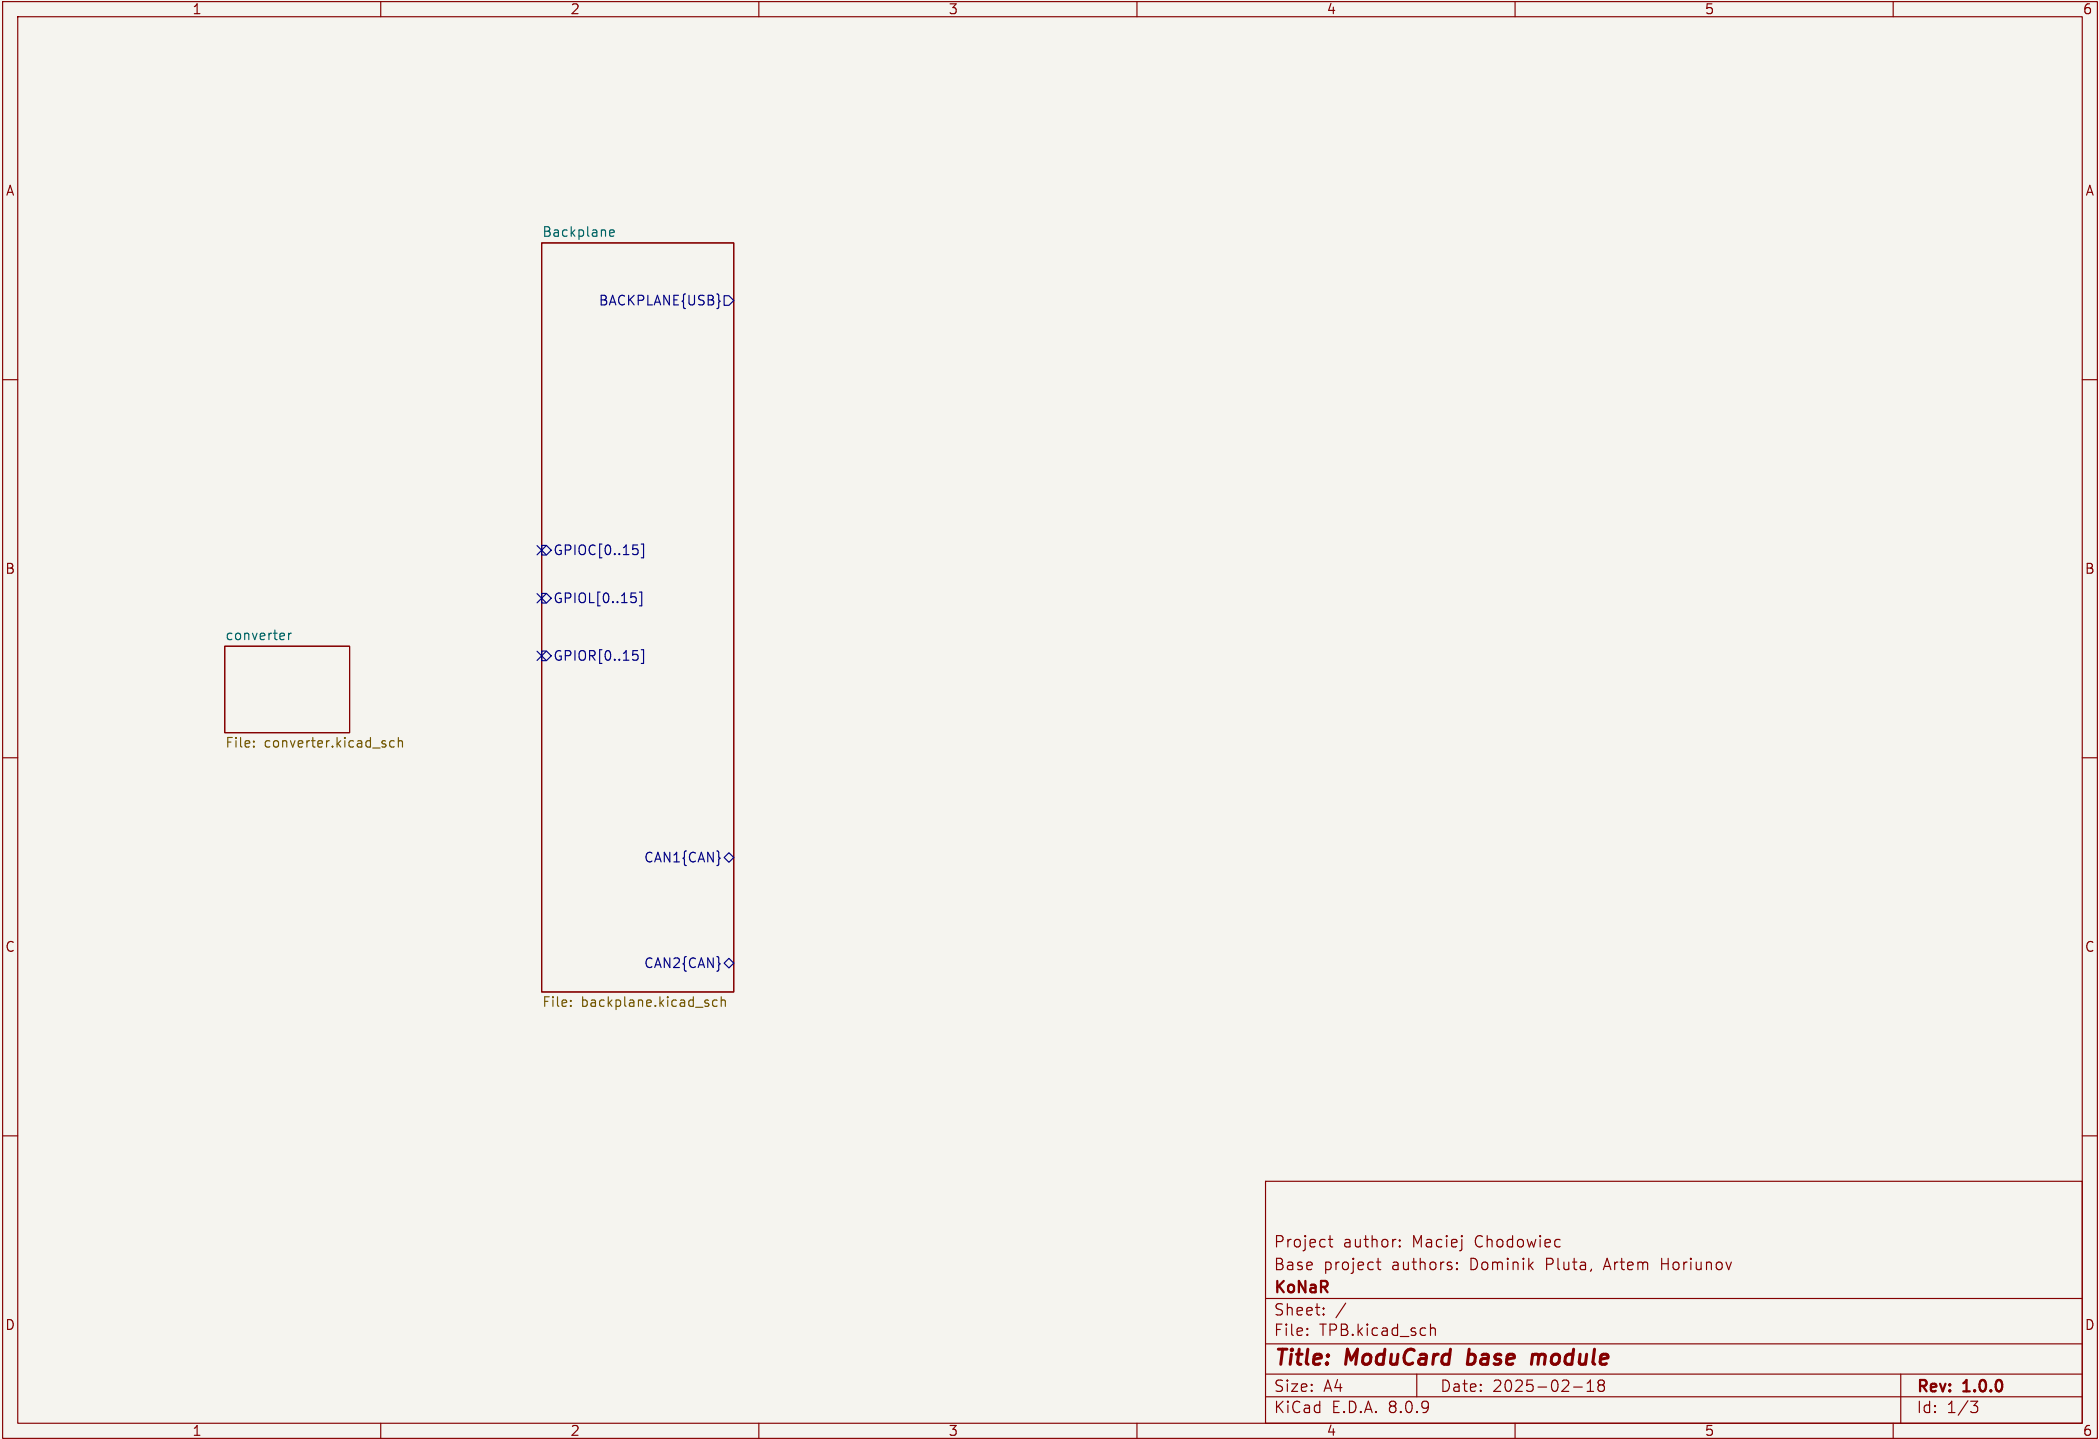 1 2 3 4 5 6
A A
Backplane
BACKPLANE{USB}
GPIOC[0..15]
B B
GPIOL[0..15]
converter
GPIOR[0..15]
File: converter.kicad_sch
CAN1{CAN}
C C
CAN2{CAN}
File: backplane.kicad_sch
Project author: Maciej Chodowiec
Base project authors: Dominik Pluta, Artem Horiunov
KoNaR
Sheet: /
File: TPB.kicad_sch
D D
Title: ModuCard base module
Size: A4 Date: 2025-02-18 Rev: 1.0.0
KiCad E.D.A. 8.0.9 Id: 1/3
1 2 3 4 5 6